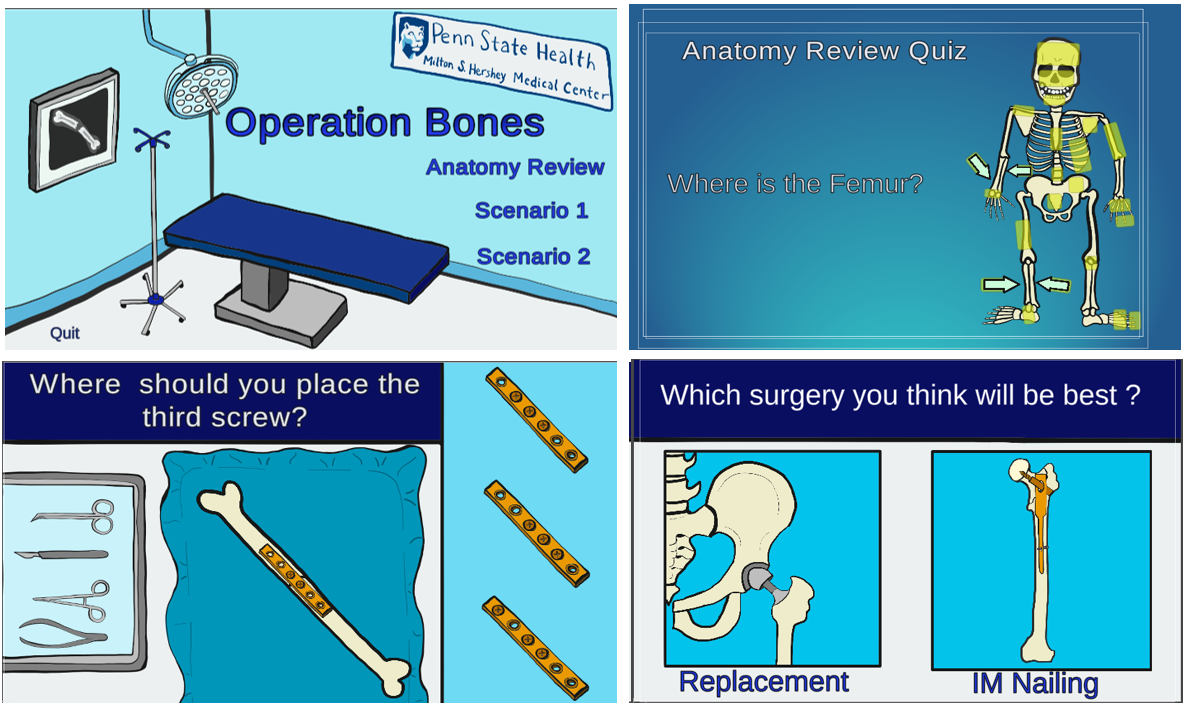 Penn State Health
Milton S. Hershey Medical Center
Operation Bones
Anatomy Review
Scenario 1
Scenario 2
Quit
Anatomy Review Quiz
Where is the Femur?
Where should you place the
third screw?
Which surgery you think will be best ?
Replacement
IM Nailing